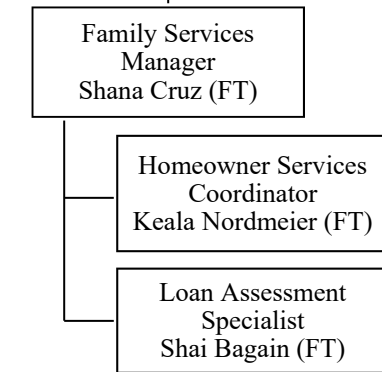 Family Services
Manager
Shana Cruz (FT)
Homeowner Services
Coordinator
Keala Nordmeier (FT)
Loan Assessment
Specialist
Shai Bagain (FT)